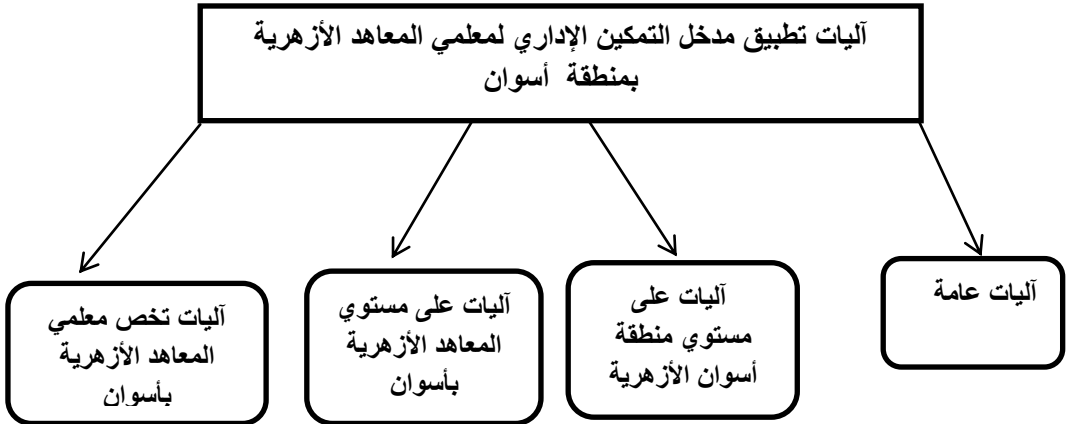 آليات تطبيق مدخل التمكين الإداري لمعلمي المعاهد الأزهرية
بمنطقة أسوان
آليات عامة
آليات على
مستوي منطقة
أسوان الأزهرية
آليات على مستوي
المعاهد الأزهرية
بأسوان
آليات تخص معلمي
المعاهد الأزهرية
بأسوان